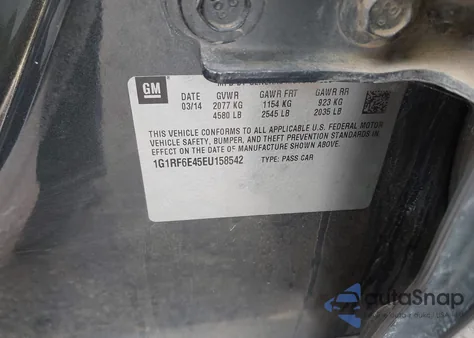 GM
DATE GVWR GAWR FRT GAWR RR
03/14 2077 KG 1154 KG 923 KG
4580 LB 2545 LB 2035 LB
THIS VEHICLE CONFORMS TO ALL APPLICABLE U.S. FEDERAL MOTOR
VEHICLE SAFETY, BUMPER, AND THEFT PREVENTION STANDARDS
IN EFFECT ON THE DATE OF MANUFACTURE SHOWN ABOVE.
1G1RF6E45EU158542 TYPE: PASS CAR
autoSnap